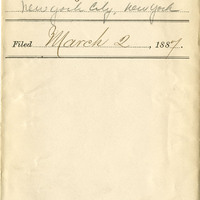 New York City, New York
Filed March 2, 1887.